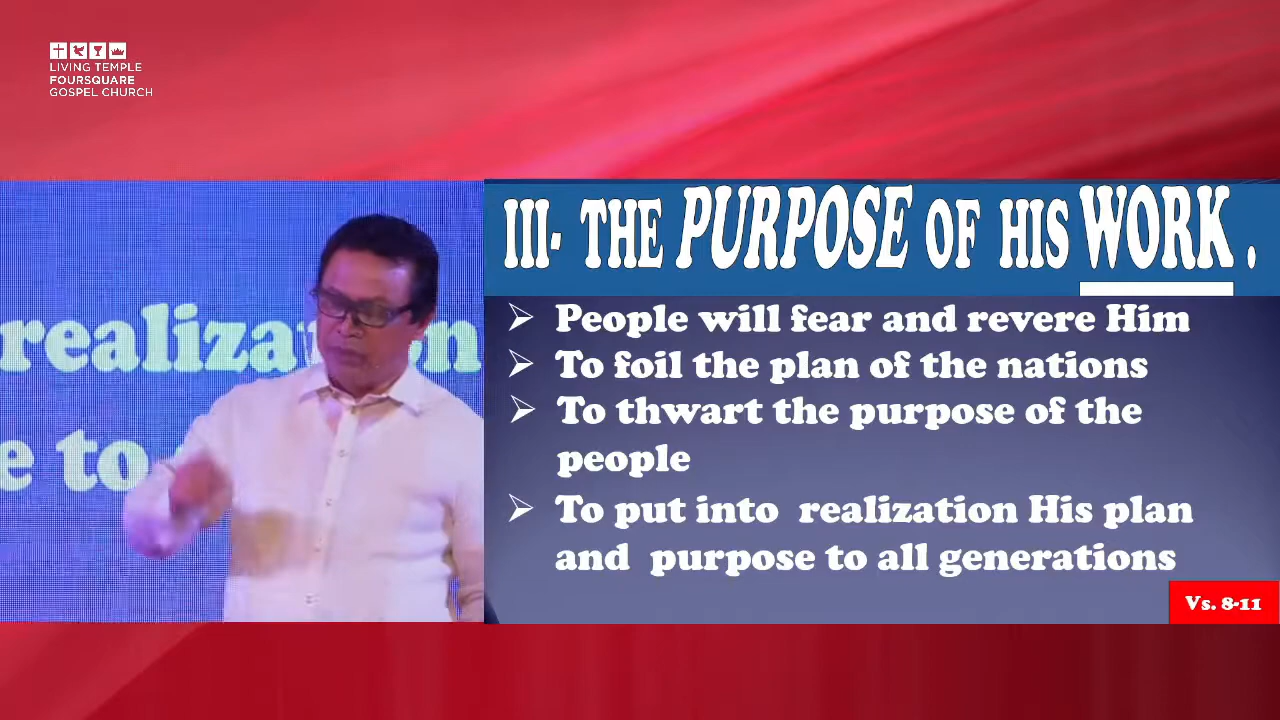 LIVING TEMPLE
FOURSQUARE
GOSPEL CHURCH
realization
e to
III- THE PURPOSE OF HIS WORK .
People will fear and revere Him
To foil the plan of the nations
To thwart the purpose of the
people
To put into realization His plan
and purpose to all generations
Vs. 8-11